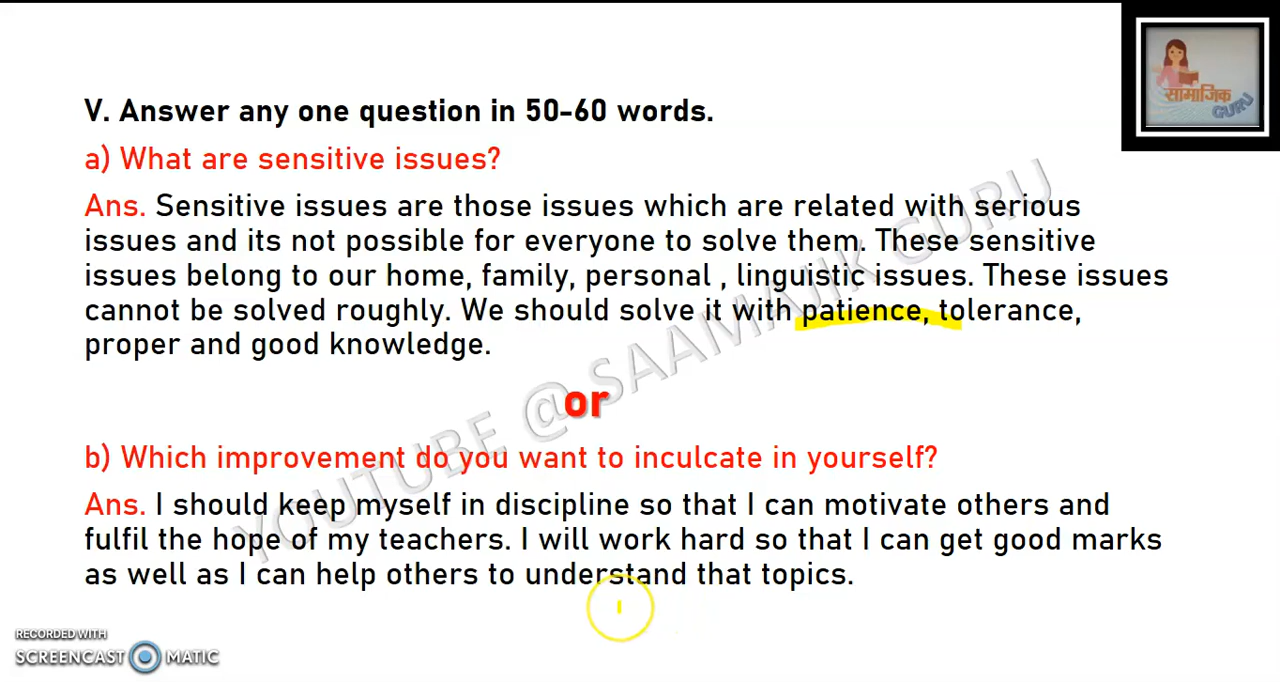 सामाजिक
GURU
V. Answer any one question in 50-60 words.
a) What are sensitive issues?
Ans. Sensitive issues are those issues which are related with serious
issues and its not possible for everyone to solve them. These sensitive
issues belong to our home, family, personal , linguistic issues. These issues
cannot be solved roughly. We should solve it with patience, tolerance,
proper and good knowledge.
or
b) Which improvement do you want to inculcate in yourself?
Ans. I should keep myself in discipline so that I can motivate others and
fulfil the hope of my teachers. I will work hard so that I can get good marks
as well as I can help others to understand that topics.
YOUTUBE @ SAAMAJIK GURU
RECORDED WITH
SCREENCAST MATIC